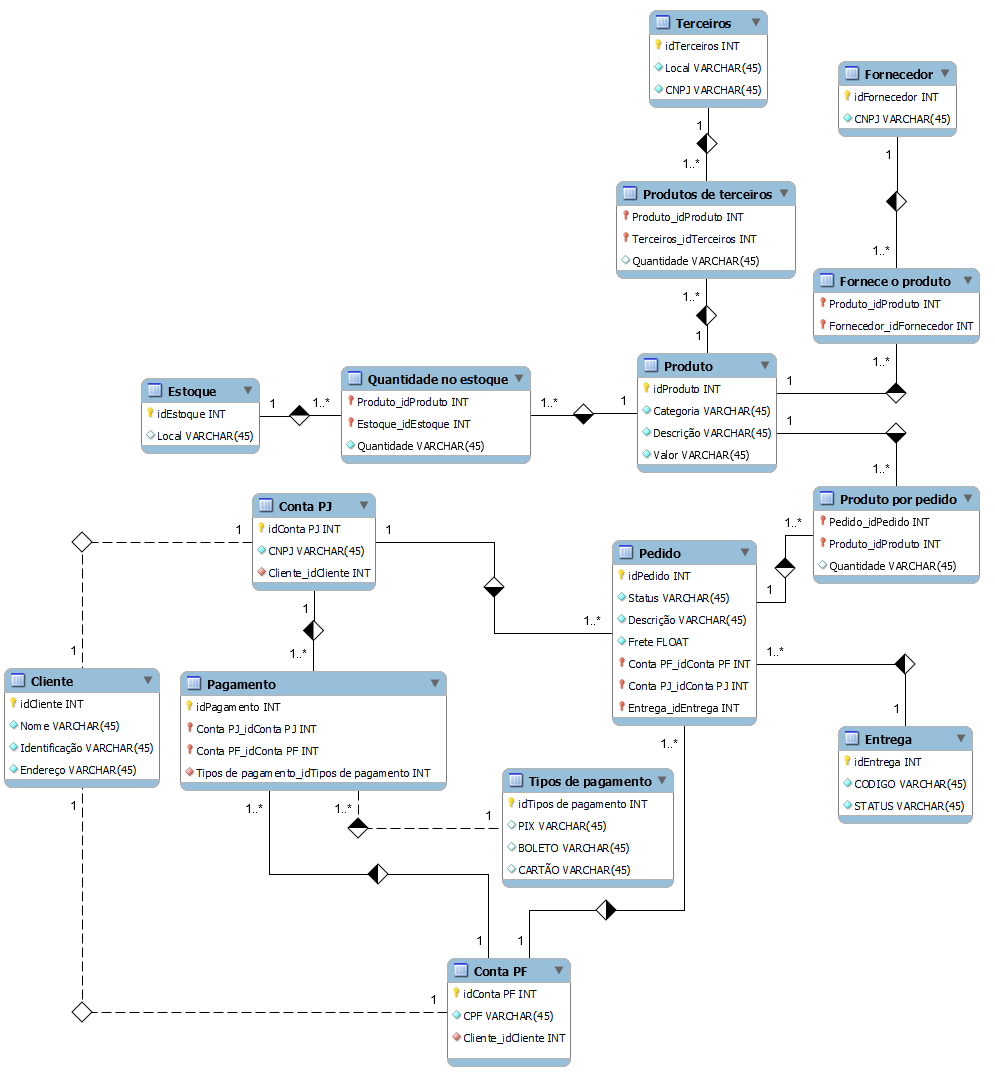 Terceiros
idTerceiros INT
Local VARCHAR(45)
CNPJ VARCHAR(45)
1
1..*
Fornecedor
idFornecedor INT
CNPJ VARCHAR(45)
1
1..*
Produtos de terceiros
Produto_idProduto INT
Terceiros_idTerceiros INT
Quantidade VARCHAR(45)
1..*
1
Fornece o produto
Produto_idProduto INT
Fornecedor_idFornecedor INT
1..*
1
Estoque
idEstoque INT
Local VARCHAR(45)
1
1..*
Quantidade no estoque
Produto_idProduto INT
Estoque_idEstoque INT
Quantidade VARCHAR(45)
1..*
1
Produto
idProduto INT
Categoria VARCHAR(45)
Descrição VARCHAR(45)
Valor VARCHAR(45)
1
1..*
Produto por pedido
Pedido_idPedido INT
Produto_idProduto INT
Quantidade VARCHAR(45)
1..*
1
Conta PJ
idConta PJ INT
CNPJ VARCHAR(45)
Cliente_idCliente INT
1
1
1
1..*
1
1..*
Pedido
idPedido INT
Status VARCHAR(45)
Descrição VARCHAR(45)
Frete FLOAT
Conta PF_idConta PF INT
Conta PJ_idConta PJ INT
Entrega_idEntrega INT
1..*
1
1..*
Cliente
idCliente INT
Nome VARCHAR(45)
Identificação VARCHAR(45)
Endereço VARCHAR(45)
1
Pagamento
idPagamento INT
Conta PJ_idConta PJ INT
Conta PF_idConta PF INT
Tipos de pagamento_idTipos de pagamento INT
1..*
1..*
1
Entrega
idEntrega INT
CODIGO VARCHAR(45)
STATUS VARCHAR(45)
Tipos de pagamento
idTipos de pagamento INT
PIX VARCHAR(45)
BOLETO VARCHAR(45)
CARTÃO VARCHAR(45)
1
1
1
Conta PF
idConta PF INT
CPF VARCHAR(45)
Cliente_idCliente INT